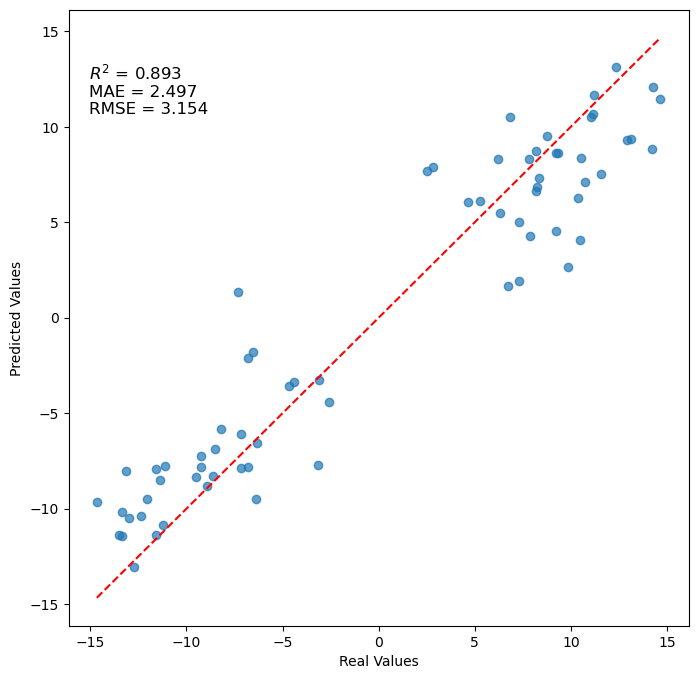 R² = 0.893
MAE = 2.497
RMSE = 3.154
15
10
5
0
−5
−10
−15
Predicted Values
−15 −10 −5 0 5 10 15
Real Values